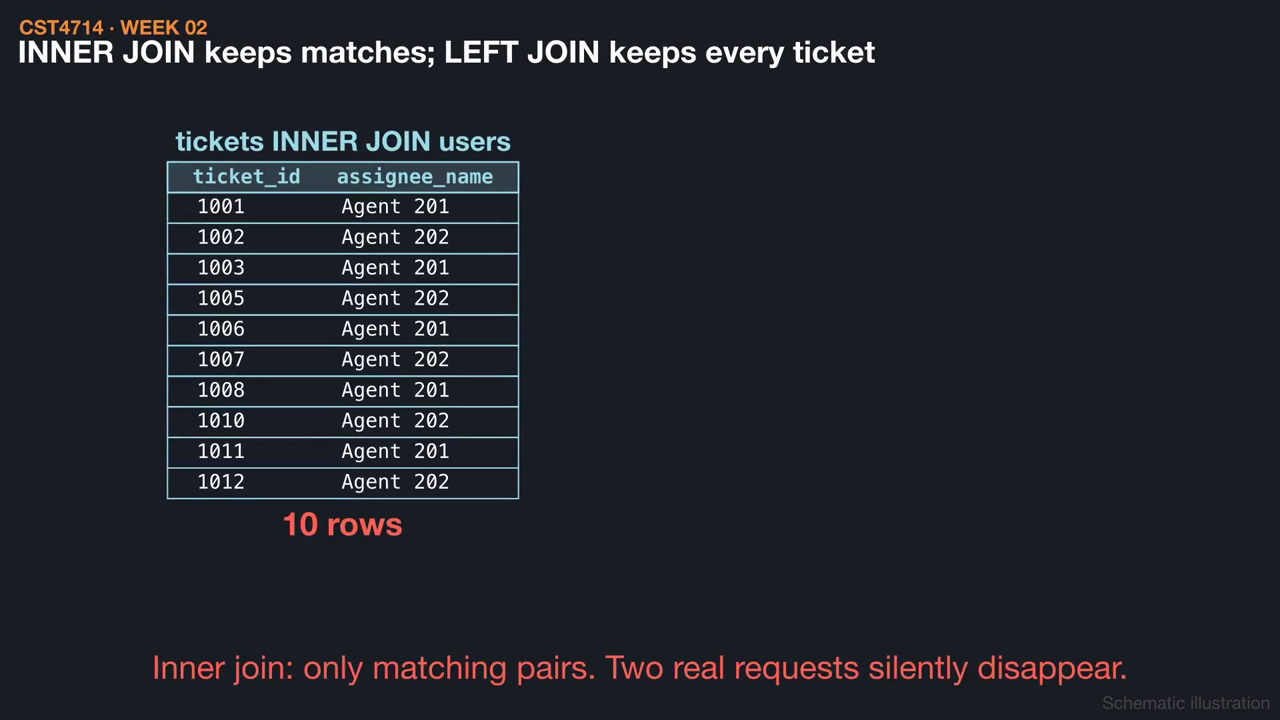 CST4714 · WEEK 02
INNER JOIN keeps matches; LEFT JOIN keeps every ticket
tickets INNER JOIN users
ticket_id assignee_name
1001 Agent 201
1002 Agent 202
1003 Agent 201
1005 Agent 202
1006 Agent 201
1007 Agent 202
1008 Agent 201
1010 Agent 202
1011 Agent 201
1012 Agent 202
10 rows
Inner join: only matching pairs. Two real requests silently disappear.
Schematic illustration